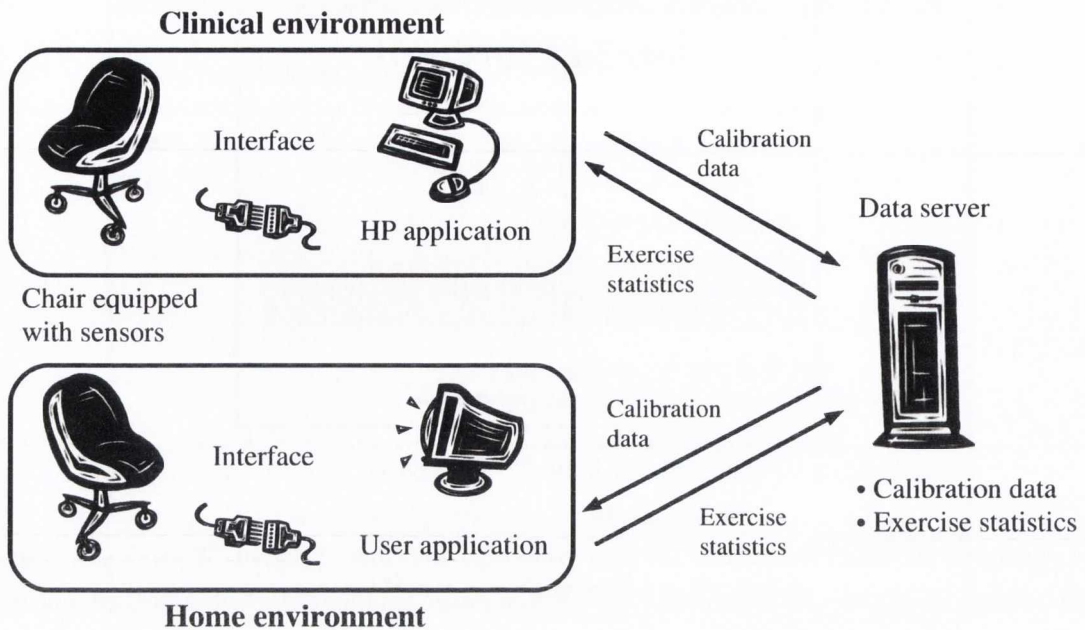 Clinical environment
Interface
HP application
Chair equipped
with sensors
Calibration
data
Exercise
statistics
Data server
Interface
User application
Home environment
Calibration
data
Exercise
statistics
• Calibration data
• Exercise statistics